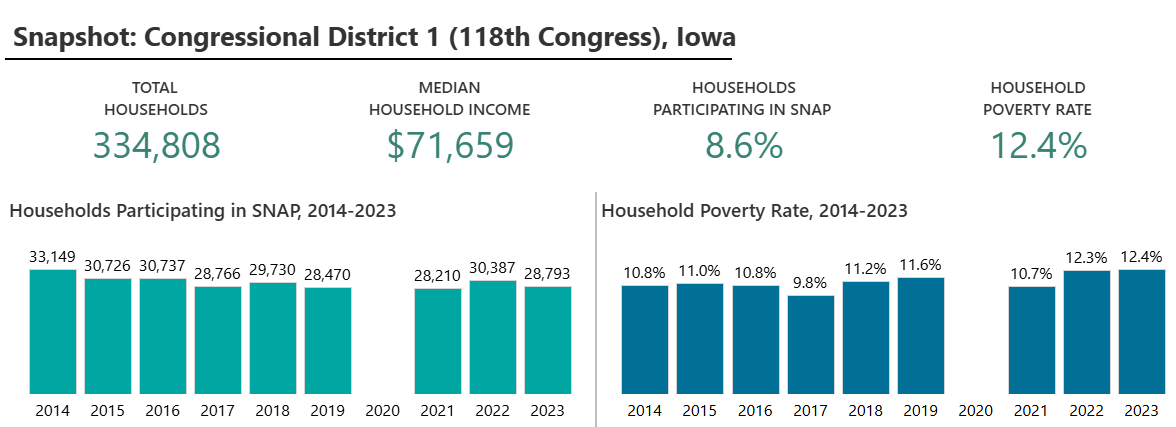 Snapshot: Congressional District 1 (118th Congress), Iowa
TOTAL
HOUSEHOLDS
334,808
MEDIAN
HOUSEHOLD INCOME
$71,659
HOUSEHOLDS
PARTICIPATING IN SNAP
8.6%
HOUSEHOLD
POVERTY RATE
12.4%
Households Participating in SNAP, 2014-2023
33,149 30,726 30,737 28,766 29,730 28,470 28,210 30,387 28,793
2014 2015 2016 2017 2018 2019 2020 2021 2022 2023
Household Poverty Rate, 2014-2023
10.8% 11.0% 10.8% 9.8% 11.2% 11.6% 10.7% 12.3% 12.4%
2014 2015 2016 2017 2018 2019 2020 2021 2022 2023